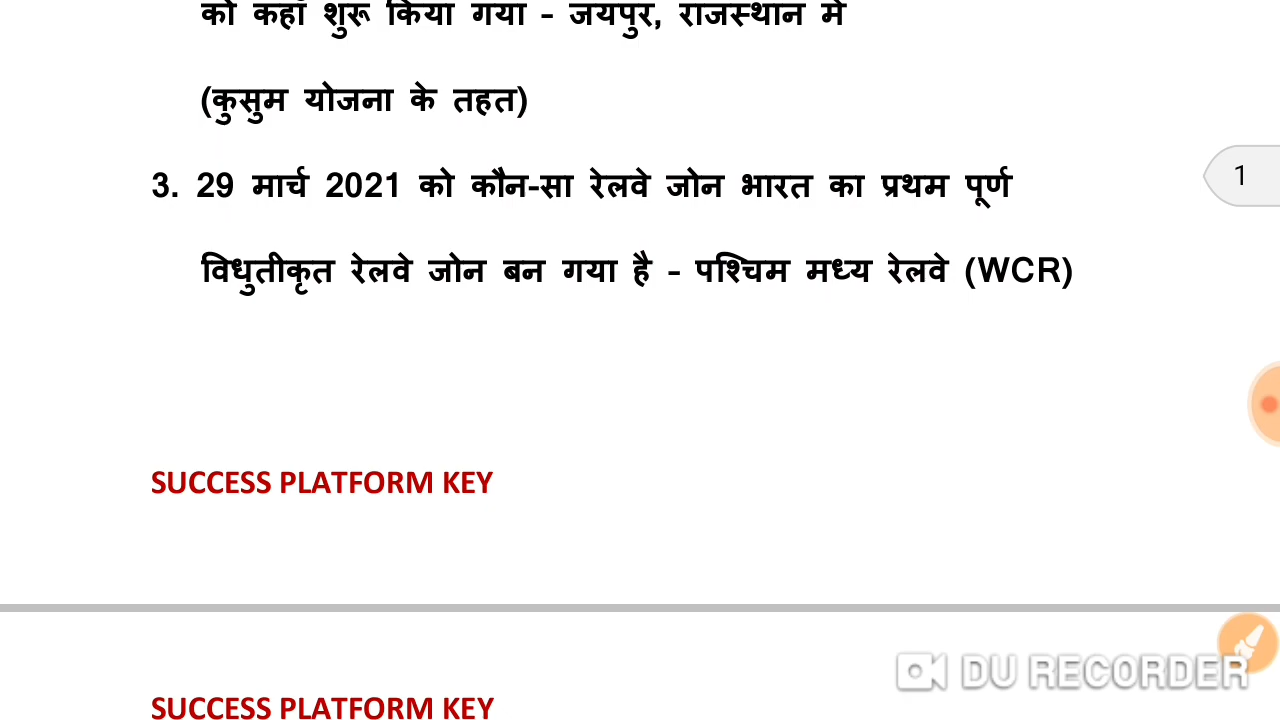 को कहाँ शुरू किया गया – जयपुर, राजस्थान में
(कुसुम योजना के तहत)
3. 29 मार्च 2021 को कौन-सा रेलवे जोन भारत का प्रथम पूर्ण
1
विधुतीकृत रेलवे जोन बन गया है – पश्चिम मध्य रेलवे (WCR)
SUCCESS PLATFORM KEY
DU RECORDER
SUCCESS PLATFORM KEY